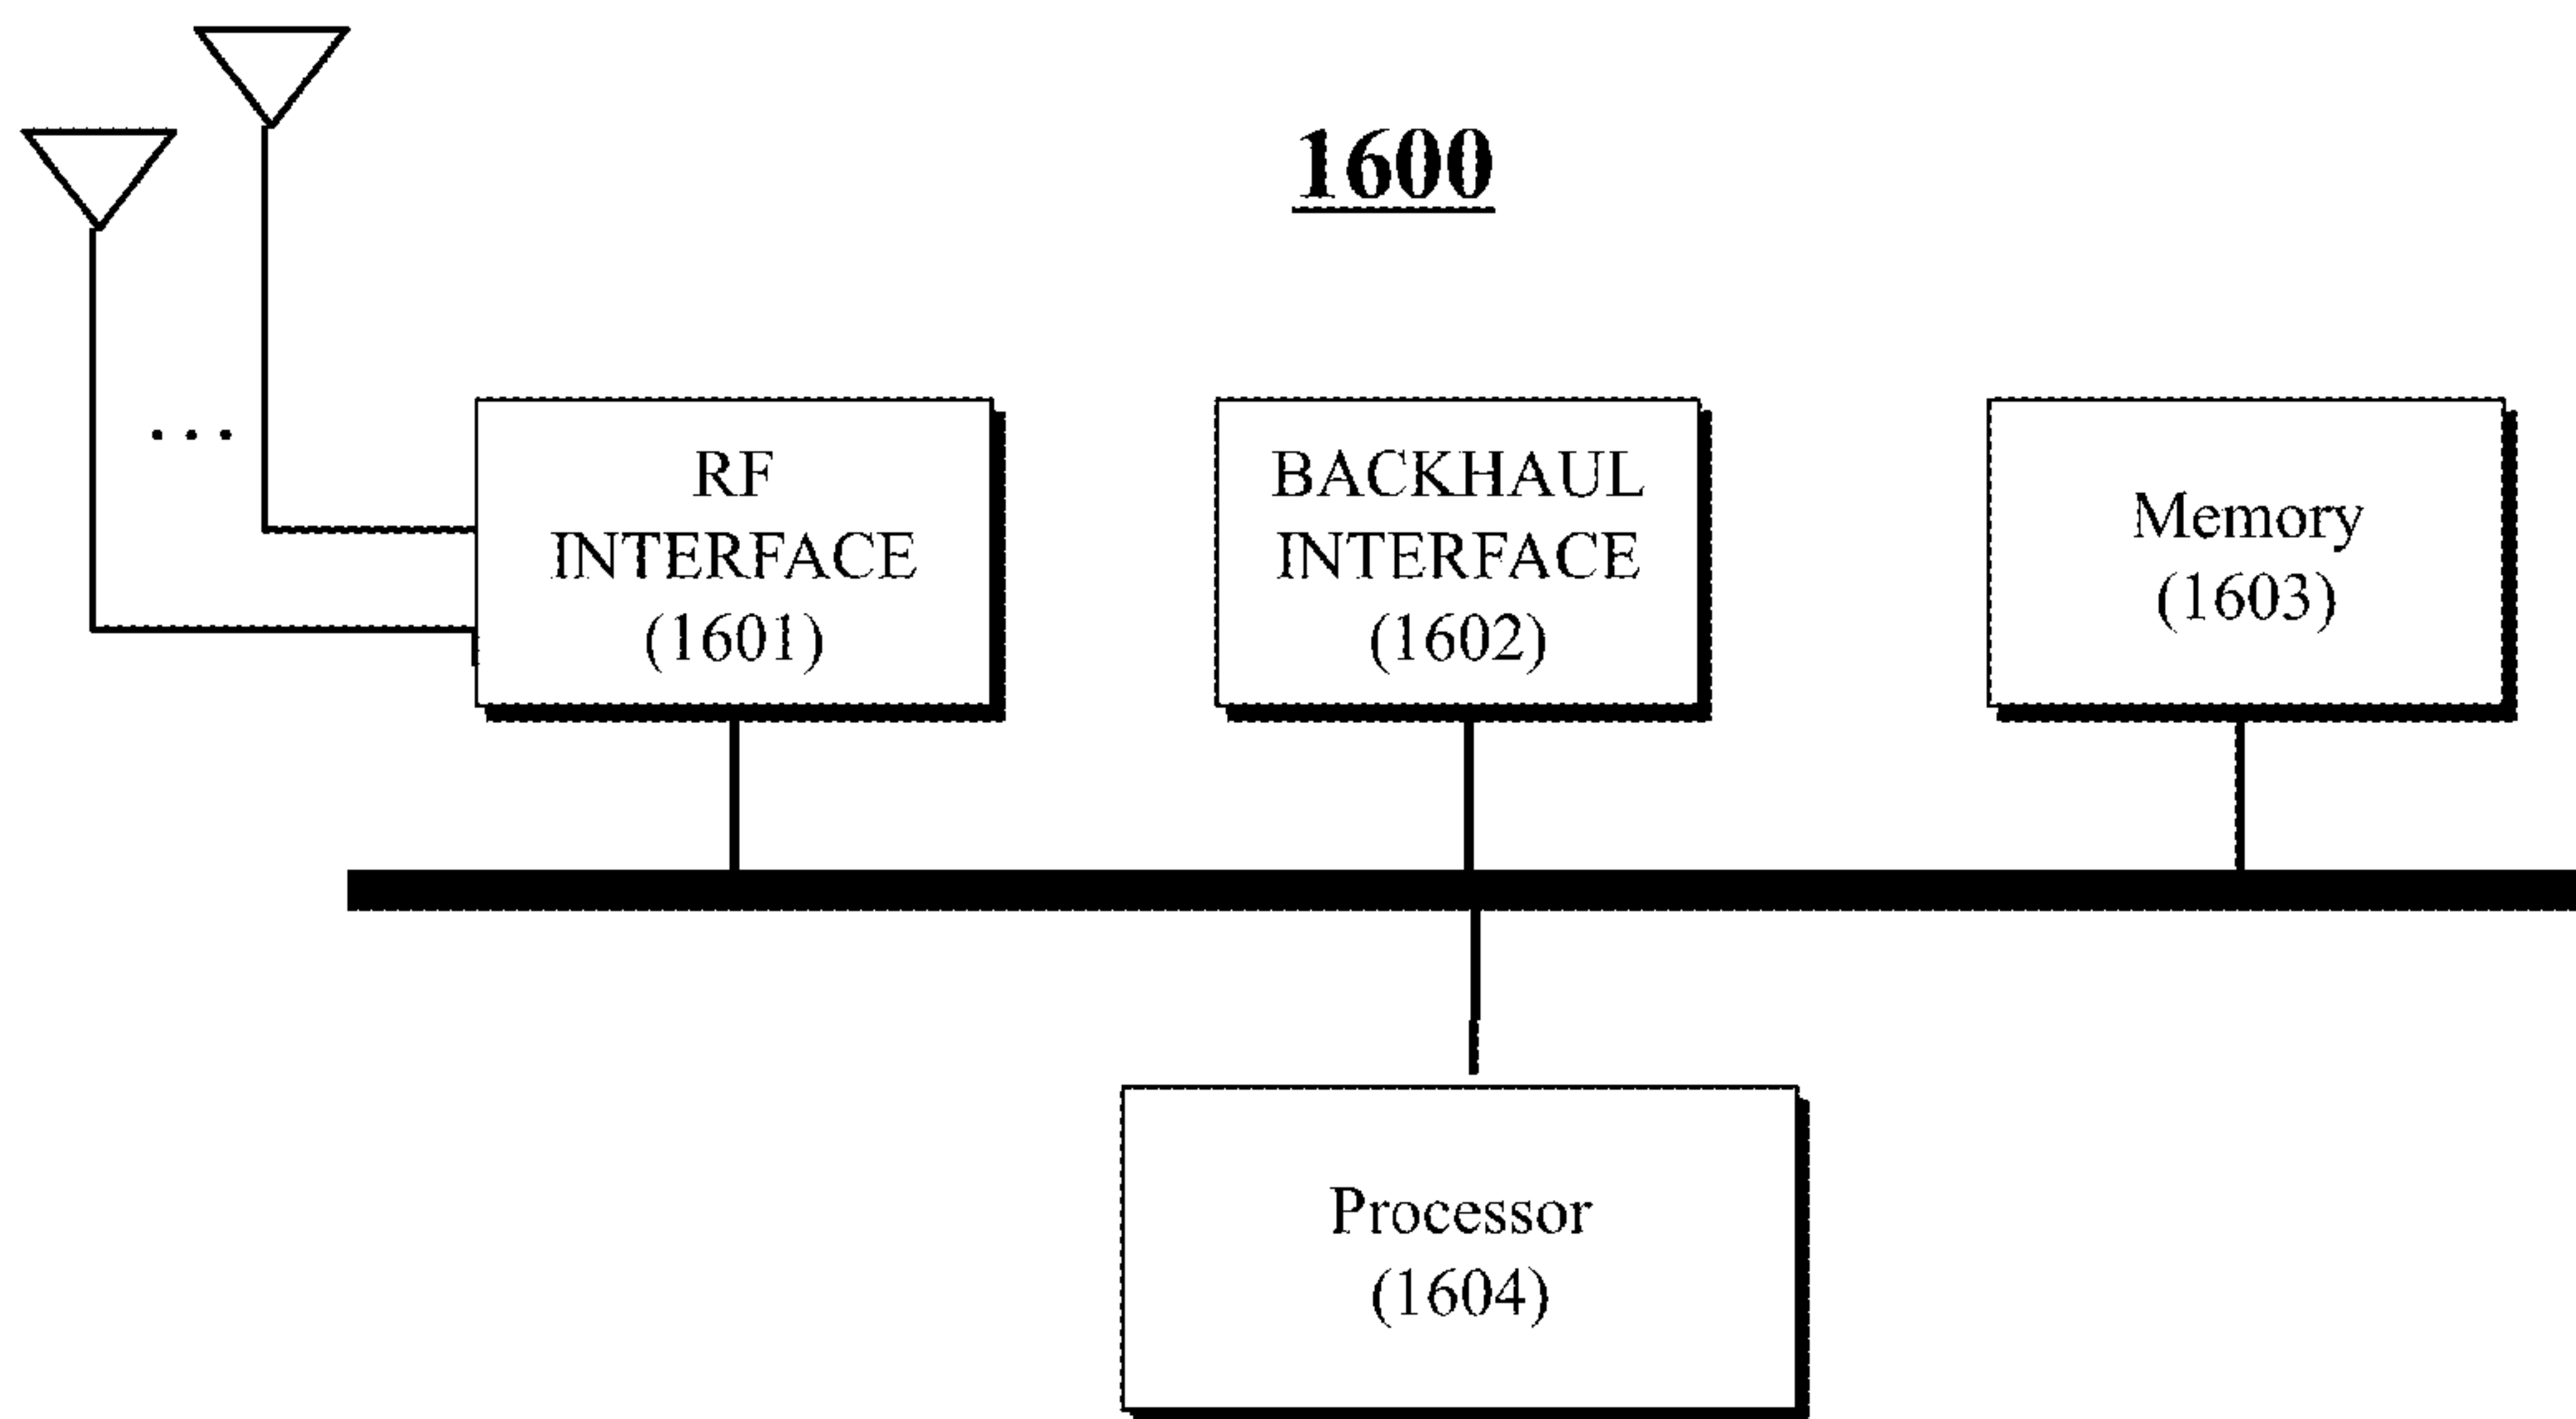 1600
RF
INTERFACE
(1601)
BACKHAUL
INTERFACE
(1602)
Memory
(1603)
Processor
(1604)